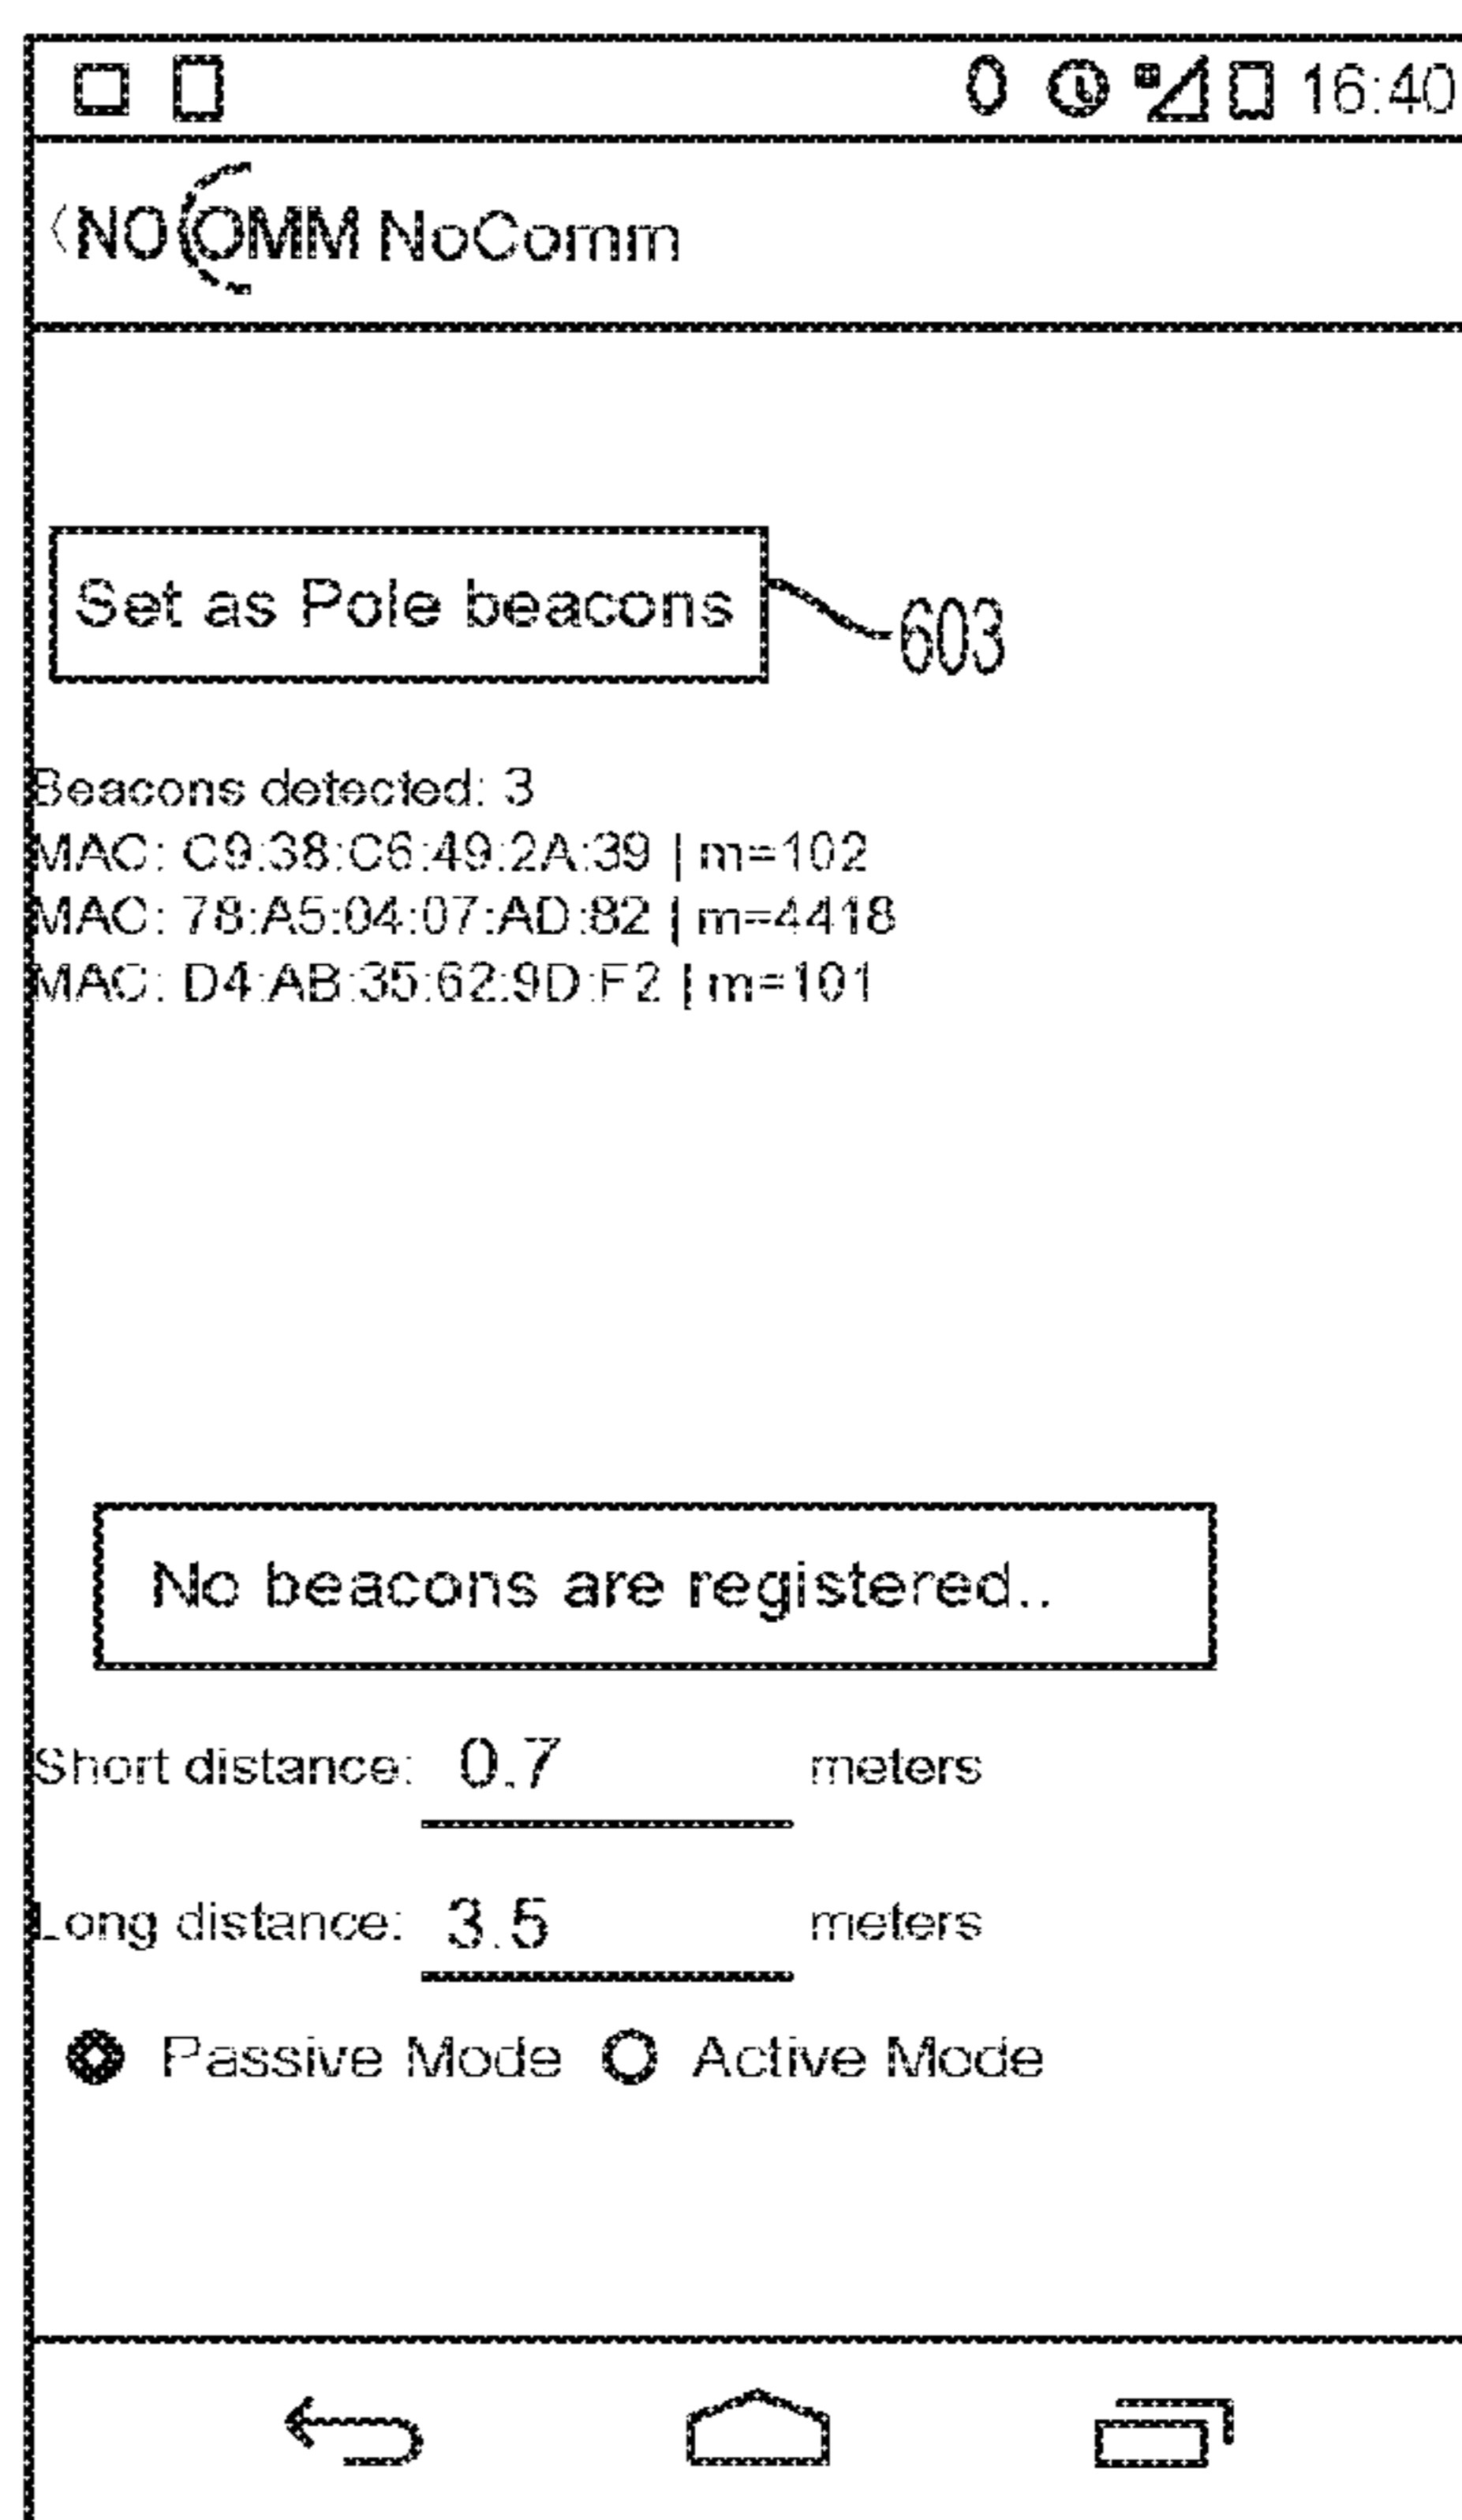 16:40
NO COMM NoComm
Set as Pole beacons
603
Beacons detected: 3
MAC: C9:38:C6:49:2A:39 | m=102
MAC: 78:A5:04:07:AD:82 | m=4418
MAC: D4:AB:35:62:9D:F2 | m=101
No beacons are registered..
Short distance: 0.7 meters
Long distance: 3.5 meters
Passive Mode Active Mode